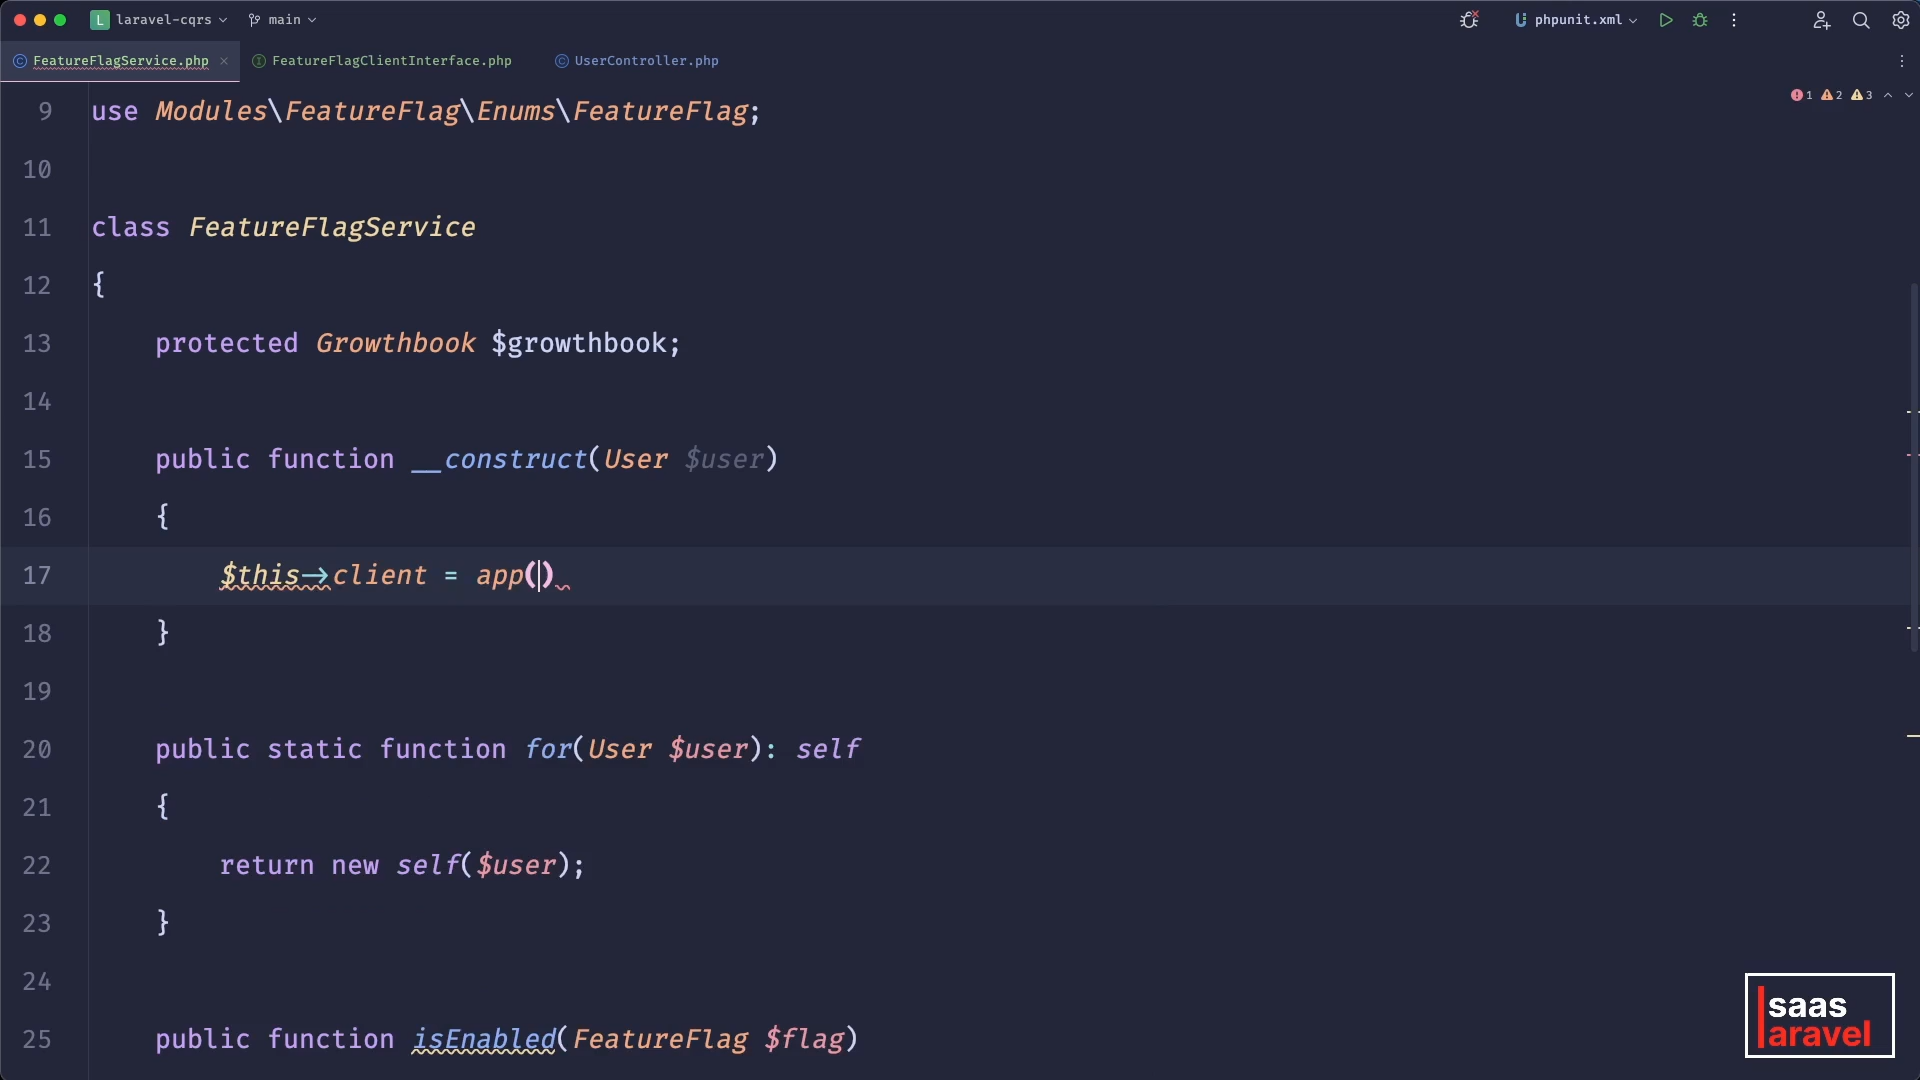 L laravel-cqrs main phpunit.xml
FeatureFlagService.php × FeatureFlagClientInterface.php UserController.php
1 2 3
9 use Modules\FeatureFlag\Enums\FeatureFlag;
10
11 class FeatureFlagService
12 {
13 protected Growthbook $growthbook;
14
15 public function __construct(User $user)
16 {
17 $this->client = app()
18 }
19
20 public static function for(User $user): self
21 {
22 return new self($user);
23 }
24
25 public function isEnabled(FeatureFlag $flag)
saas
laravel